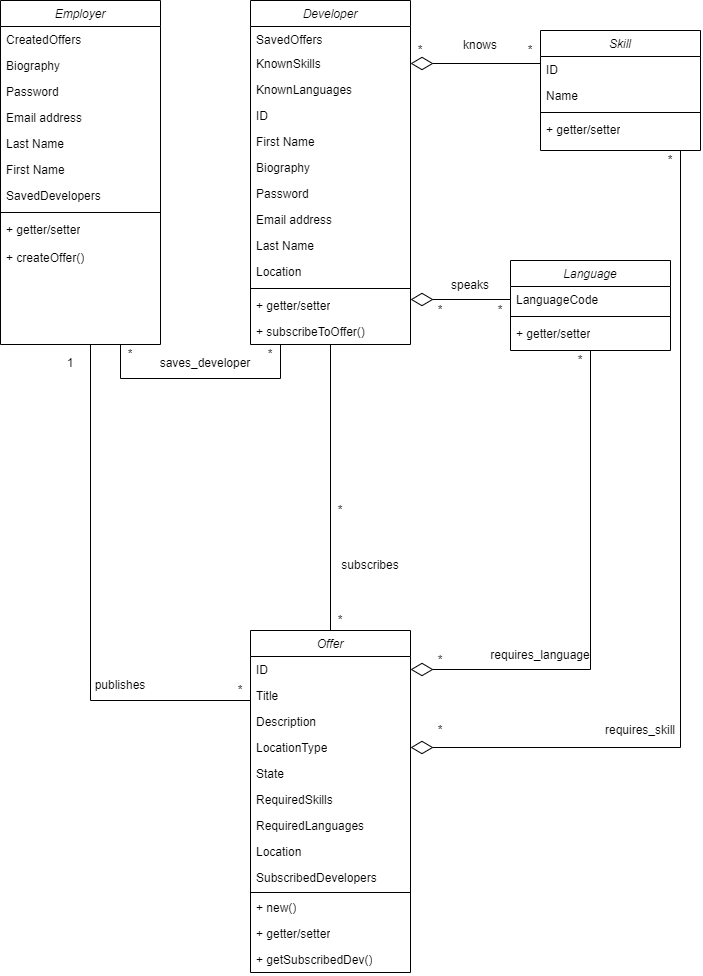 Employer
CreatedOffers
Biography
Password
Email address
Last Name
First Name
SavedDevelopers
+ getter/setter
+ createOffer()
Developer
SavedOffers
KnownSkills
KnownLanguages
ID
First Name
Biography
Password
Email address
Last Name
Location
+ getter/setter
+ subscribeToOffer()
* knows *
Skill
ID
Name
+ getter/setter
*
speaks
* *
Language
LanguageCode
+ getter/setter
*
1
* *
saves_developer
*
subscribes
*
publishes *
Offer
ID
Title
Description
LocationType
State
RequiredSkills
RequiredLanguages
Location
SubscribedDevelopers
+ new()
+ getter/setter
+ getSubscribedDev()
* requires_language
* requires_skill